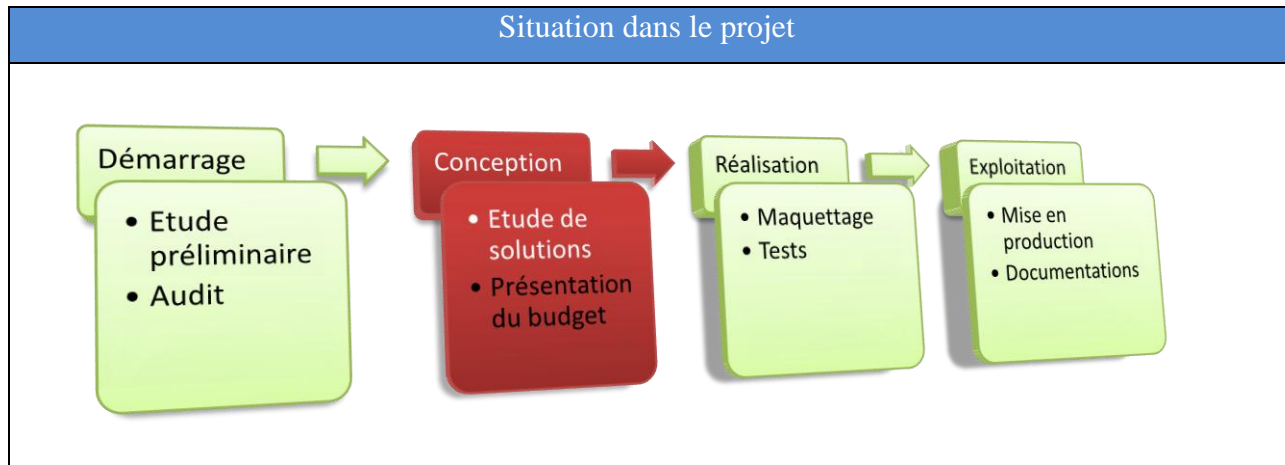 Situation dans le projet
Démarrage
• Etude
préliminaire
• Audit
Conception
• Etude de
solutions
• Présentation
du budget
Réalisation
• Maquettage
• Tests
Exploitation
• Mise en
production
• Documentations